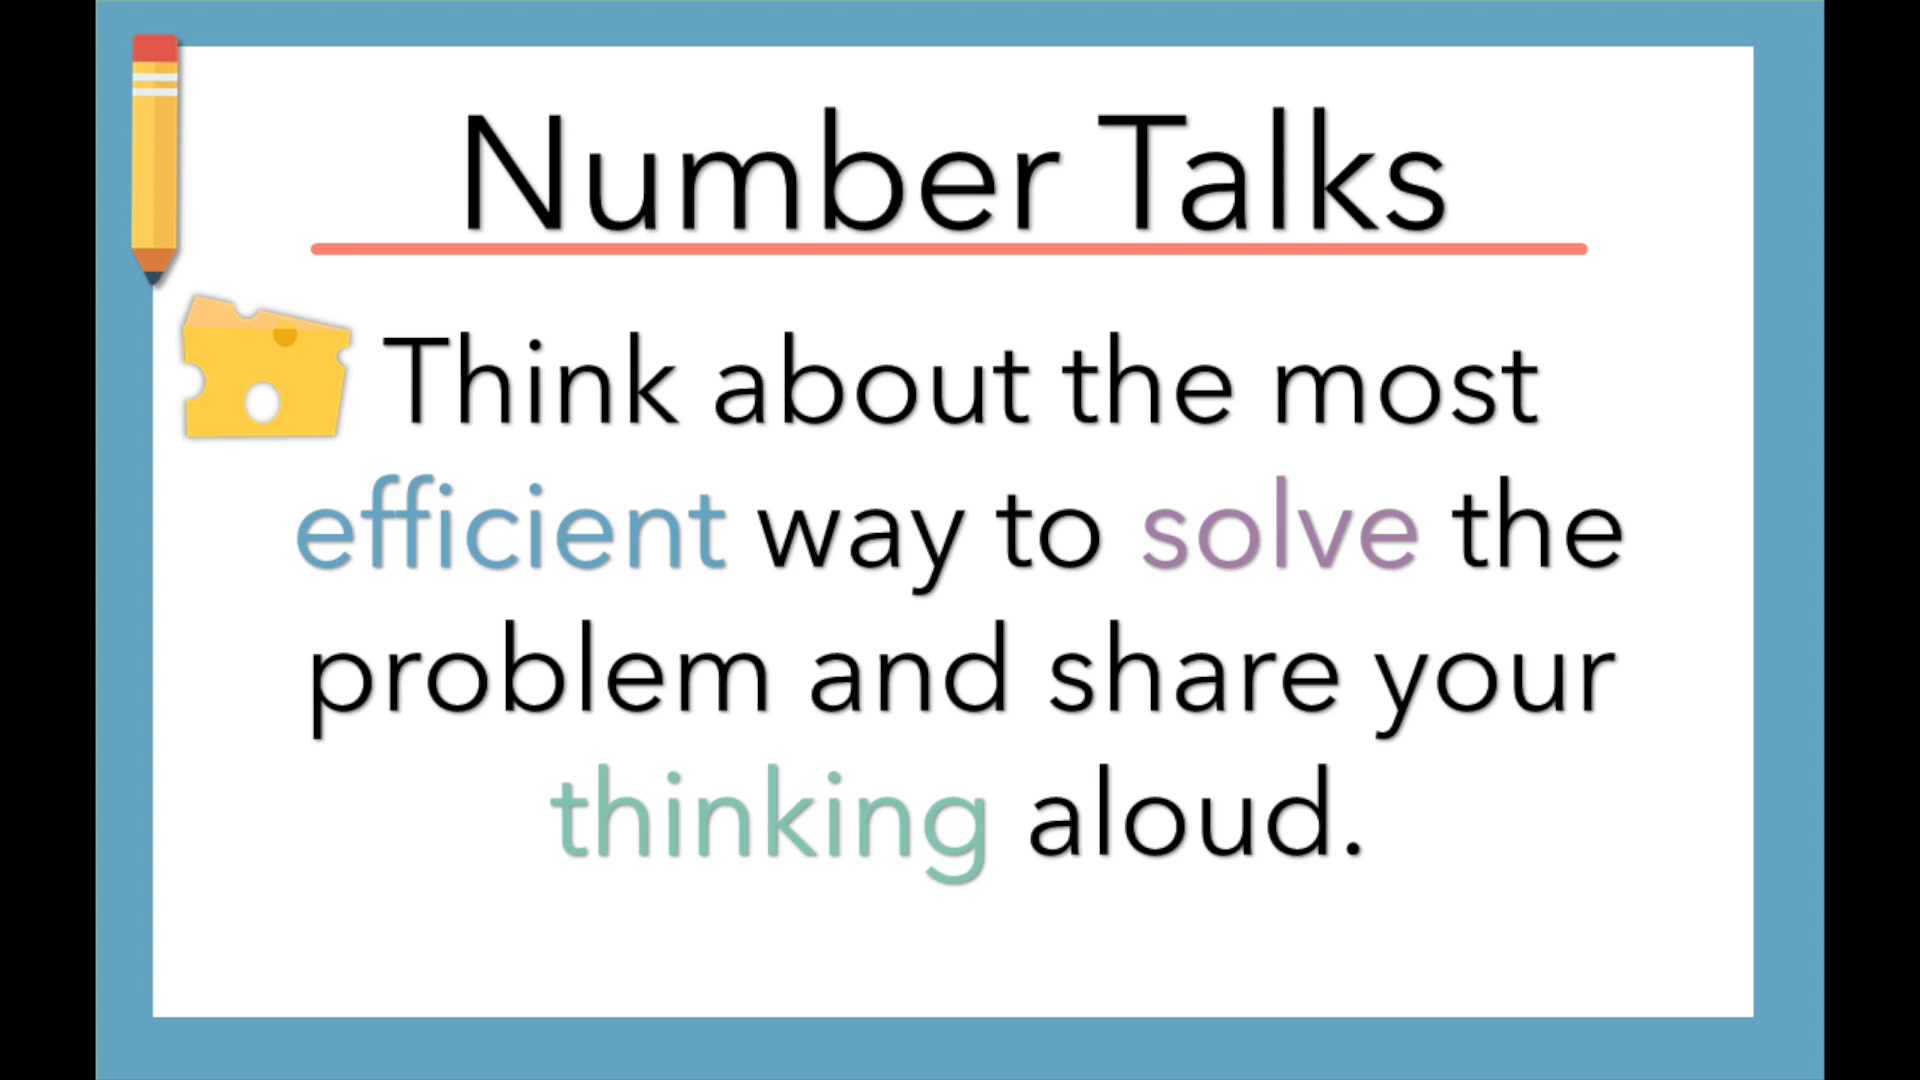 Number Talks
Think about the most
efficient way to solve the
problem and share your
thinking aloud.